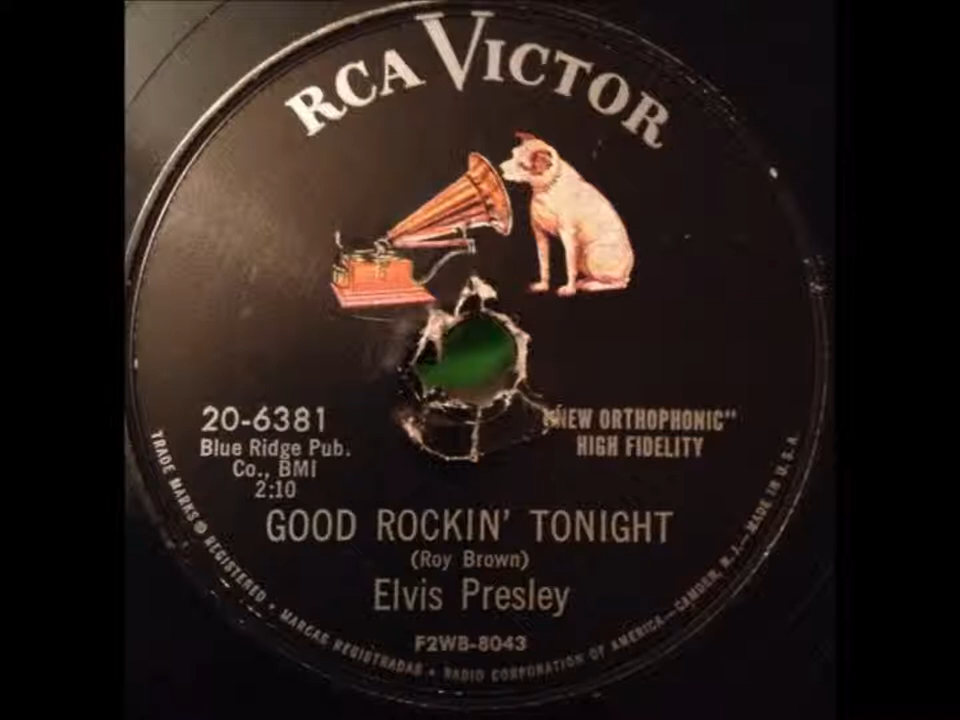 RCA VICTOR
20-6381
Blue Ridge Pub.
Co., BMI
2:10
"NEW ORTHOPHONIC"
HIGH FIDELITY
GOOD ROCKIN' TONIGHT
(Roy Brown)
Elvis Presley
F2WB-8043
TRADE MARKS ® REGISTERED • MARCAS REGISTRADAS • RADIO CORPORATION OF AMERICA—CAMDEN, N. J.—MADE IN U.S.A.